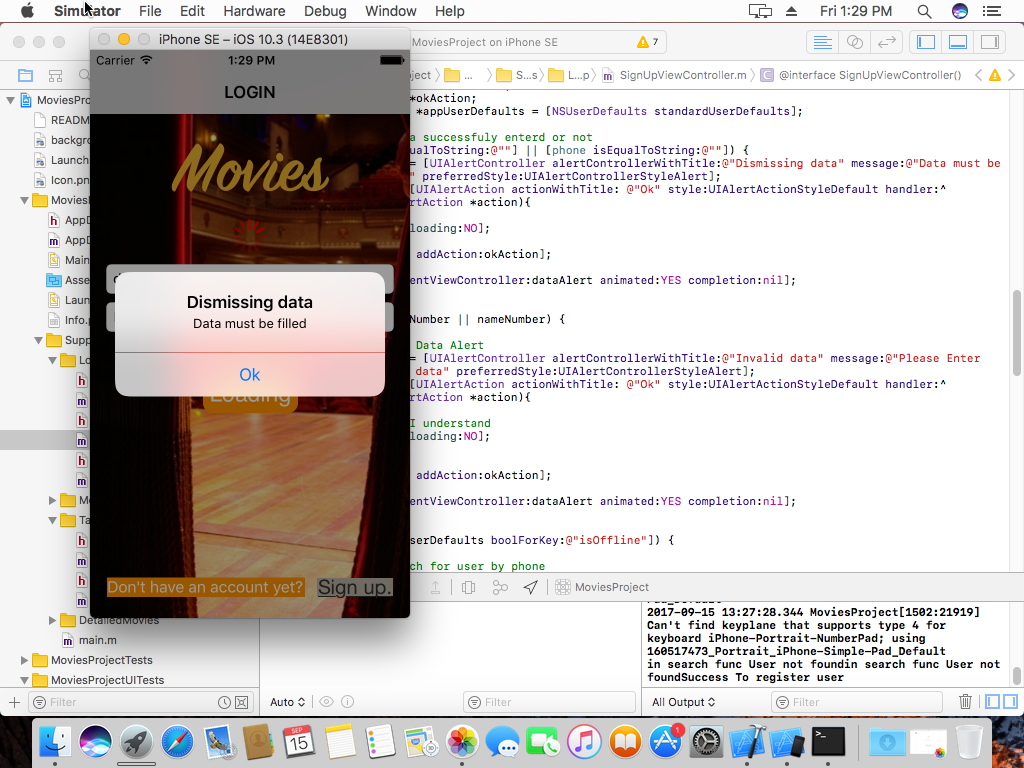 Simulator File Edit Hardware Debug Window Help Fri 1:29 PM
iPhone SE – iOS 10.3 (14E8301)
MoviesProject on iPhone SE 7
Carrier 1:29 PM
LOGIN
Movies
Dismissing data
Data must be filled
Ok
Loading
Don't have an account yet? Sign up.
MoviesPro
READM
backgro
Launch
Icon.pn
Movies
h AppD
m AppD
Main
Asse
Laun
Info.p
Supp
Lo
h
m
h
m
h
m
M
Ta
h
m
h
m
DetailedMovies
m main.m
MoviesProjectTests
MoviesProjectUITests
Filter
ject ... S...s L...p m SignUpViewController.m C @interface SignUpViewController()
*okAction;
*appUserDefaults = [NSUserDefaults standardUserDefaults];
a successfuly enterd or not
ualToString:@""] || [phone isEqualToString:@""]) {
= [UIAlertController alertControllerWithTitle:@"Dismissing data" message:@"Data must be
" preferredStyle:UIAlertControllerStyleAlert];
[UIAlertAction actionWithTitle: @"Ok" style:UIAlertActionStyleDefault handler:^
rtAction *action){
loading:NO];
addAction:okAction];
entViewController:dataAlert animated:YES completion:nil];
Number || nameNumber) {
Data Alert
= [UIAlertController alertControllerWithTitle:@"Invalid data" message:@"Please Enter
data" preferredStyle:UIAlertControllerStyleAlert];
[UIAlertAction actionWithTitle: @"Ok" style:UIAlertActionStyleDefault handler:^
rtAction *action){
I understand
loading:NO];
addAction:okAction];
entViewController:dataAlert animated:YES completion:nil];
serDefaults boolForKey:@"isOffline"]) {
ch for user by phone
MoviesProject
2017-09-15 13:27:28.344 MoviesProject[1502:21919]
Can't find keyplane that supports type 4 for
keyboard iPhone-Portrait-NumberPad; using
160517473_Portrait_iPhone-Simple-Pad_Default
in search func User not foundin search func User not
foundSuccess To register user
Auto Filter All Output Filter
SEP
15
1